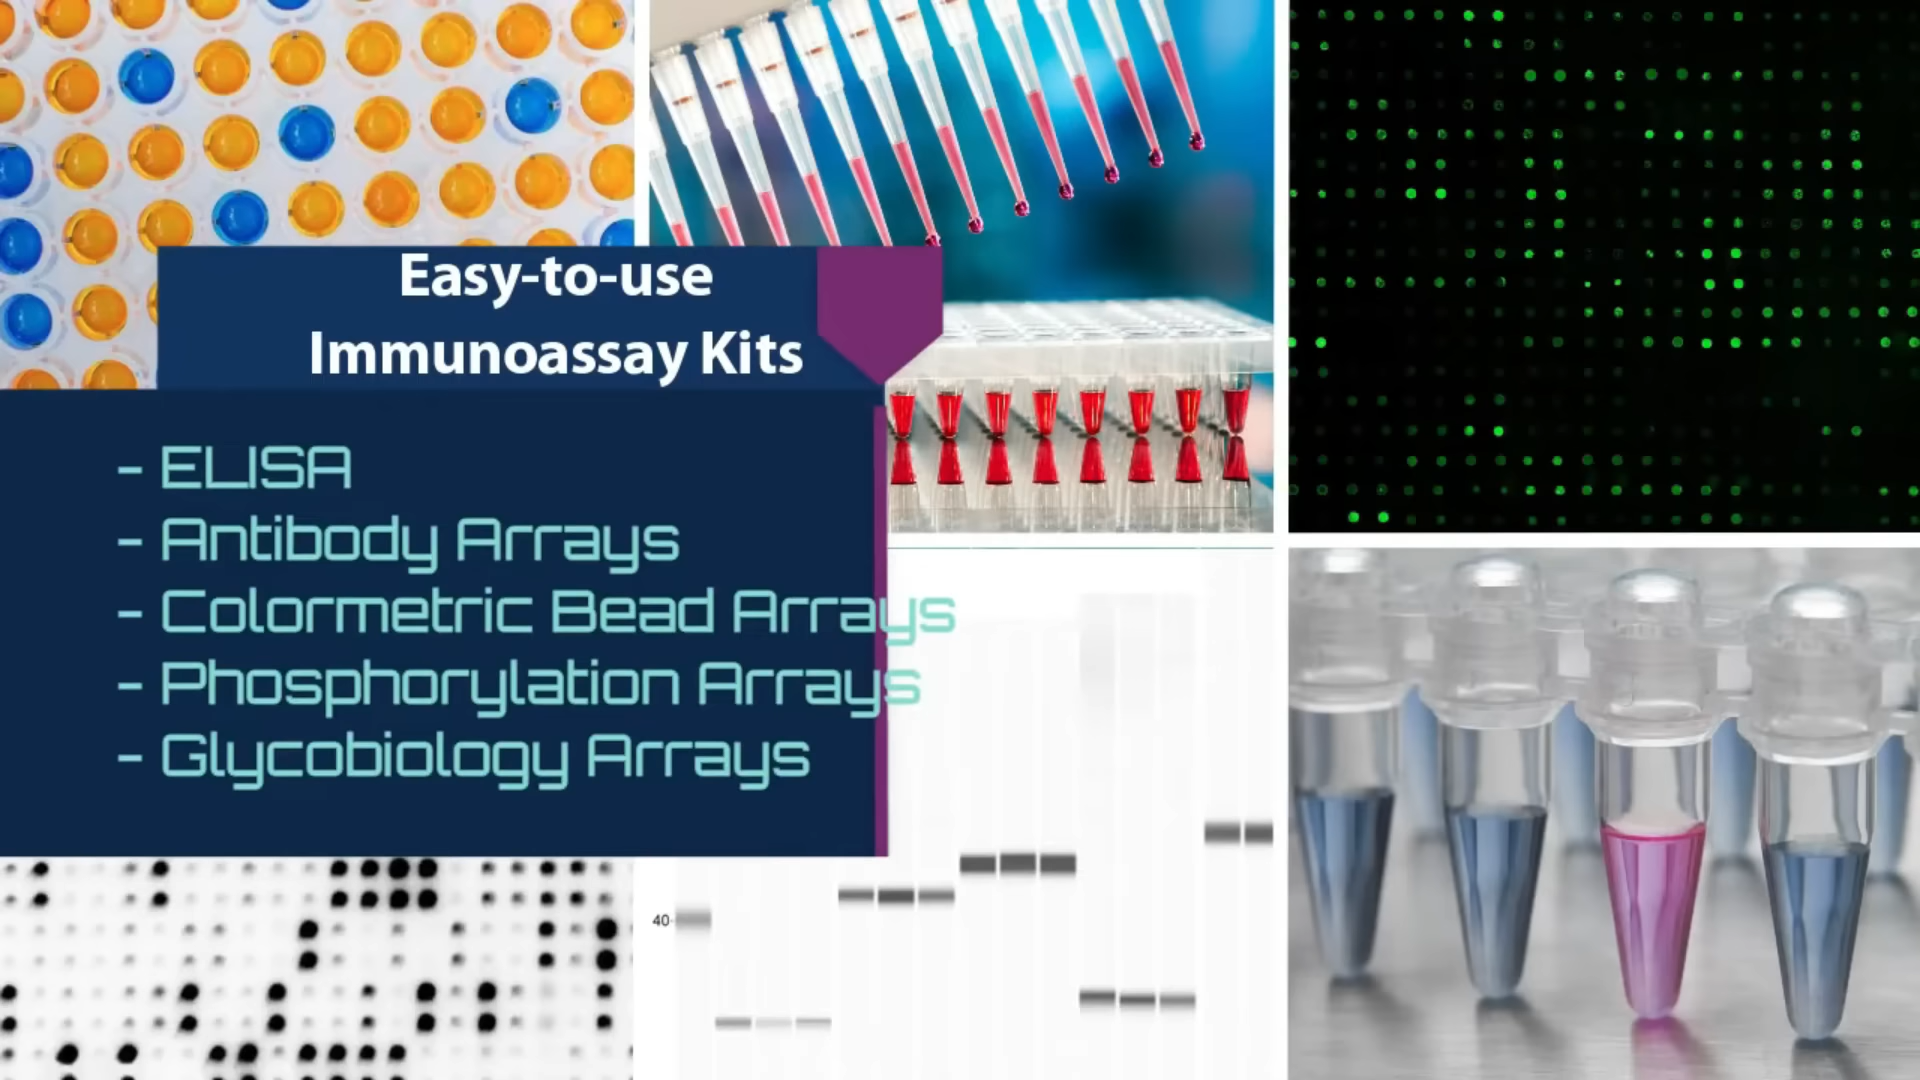 Easy-to-use
Immunoassay Kits
- ELISA
- Antibody Arrays
- Colormetric Bead Arrays
- Phosphorylation Arrays
- Glycobiology Arrays
40